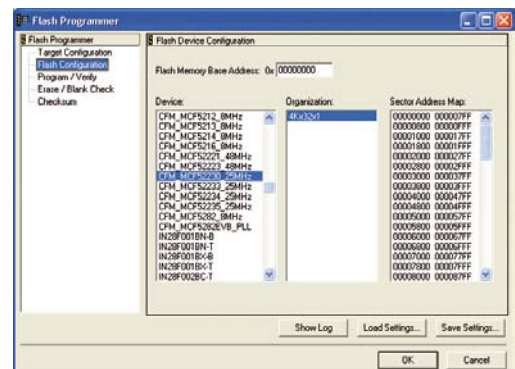 Flash Programmer
Flash Programmer
Target Configuration
Flash Configuration
Program / Verify
Erase / Blank Check
Checksum
Flash Device Configuration
Flash Memory Base Address: 0x 00000000
Device:
CFM_MCF5212_8MHz
CFM_MCF5213_8MHz
CFM_MCF5214_8MHz
CFM_MCF5216_8MHz
CFM_MCF52221_48MHz
CFM_MCF52223_48MHz
CFM_MCF52230_25MHz
CFM_MCF52233_25MHz
CFM_MCF52234_25MHz
CFM_MCF52235_25MHz
CFM_MCF5282_8MHz
CFM_MCF5282EVB_PLL
IN28F001BN-B
IN28F001BN-T
IN28F001BX-B
IN28F001BX-T
IN28F002BC-T
Organization:
4Kx32x1
Sector Address Map:
00000000 000007FF
00000800 00000FFF
00001000 000017FF
00001800 00001FFF
00002000 000027FF
00002800 00002FFF
00003000 000037FF
00003800 00003FFF
00004000 000047FF
00004800 00004FFF
00005000 000057FF
00005800 00005FFF
00006000 000067FF
00006800 00006FFF
00007000 000077FF
00007800 00007FFF
00008000 000087FF
Show Log
Load Settings...
Save Settings...
OK
Cancel